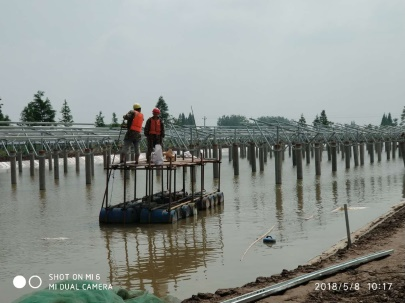 SHOT ON MI 6
MI DUAL CAMERA
2018/5/8 10:17